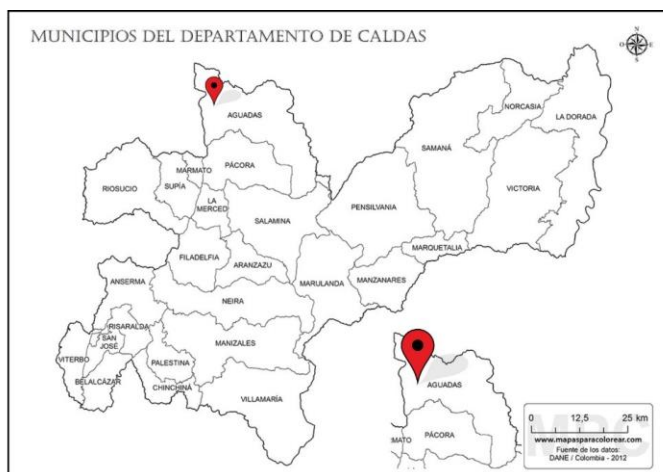 MUNICIPIOS DEL DEPARTAMENTO DE CALDAS
N
O E
S
NORCASIA
LA DORADA
AGUADAS
SAMANÁ
MARMATO
PÁCORA
RIOSUCIO
SUPÍA
VICTORIA
LA
MERCED
SALAMINA
PENSILVANIA
MARQUETALIA
FILADELFIA
ARANZAZU
MARULANDA
MANZANARES
ANSERMA
NEIRA
RISARALDA
SAN
JOSÉ
MANIZALES
VITERBO
PALESTINA
BELALCÁZAR
CHINCHINÁ
VILLAMARÍA
AGUADAS
MATO
PÁCORA
0 12,5 25 km
MPC
www.mapasparacolorear.com
Fuente de los datos:
DANE / Colombia - 2012